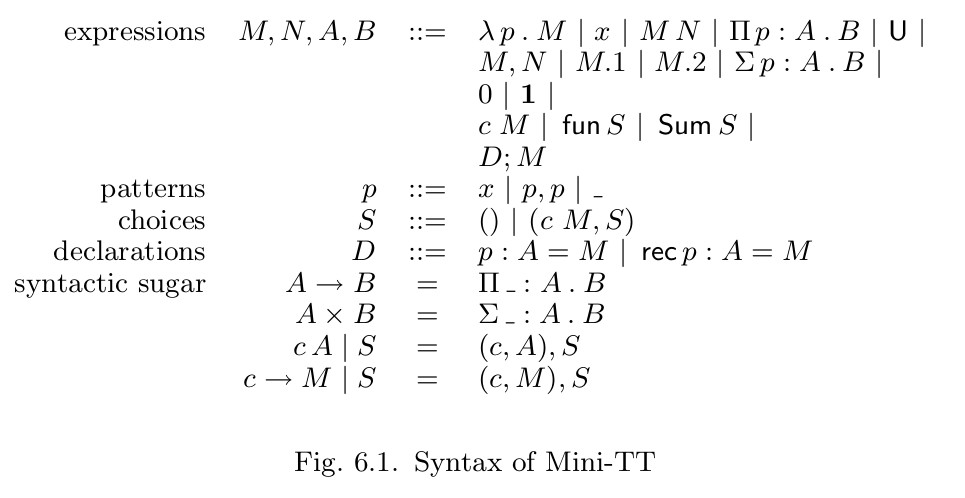 expressions M, N, A, B ::= λ p . M | x | M N | Π p : A . B | U |
M, N | M.1 | M.2 | Σ p : A . B |
0 | 1 |
c M | fun S | Sum S |
D; M
patterns p ::= x | p, p | _
choices S ::= () | (c M, S)
declarations D ::= p : A = M | rec p : A = M
syntactic sugar A → B = Π _ : A . B
A × B = Σ _ : A . B
c A | S = (c, A), S
c → M | S = (c, M), S
Fig. 6.1. Syntax of Mini-TT